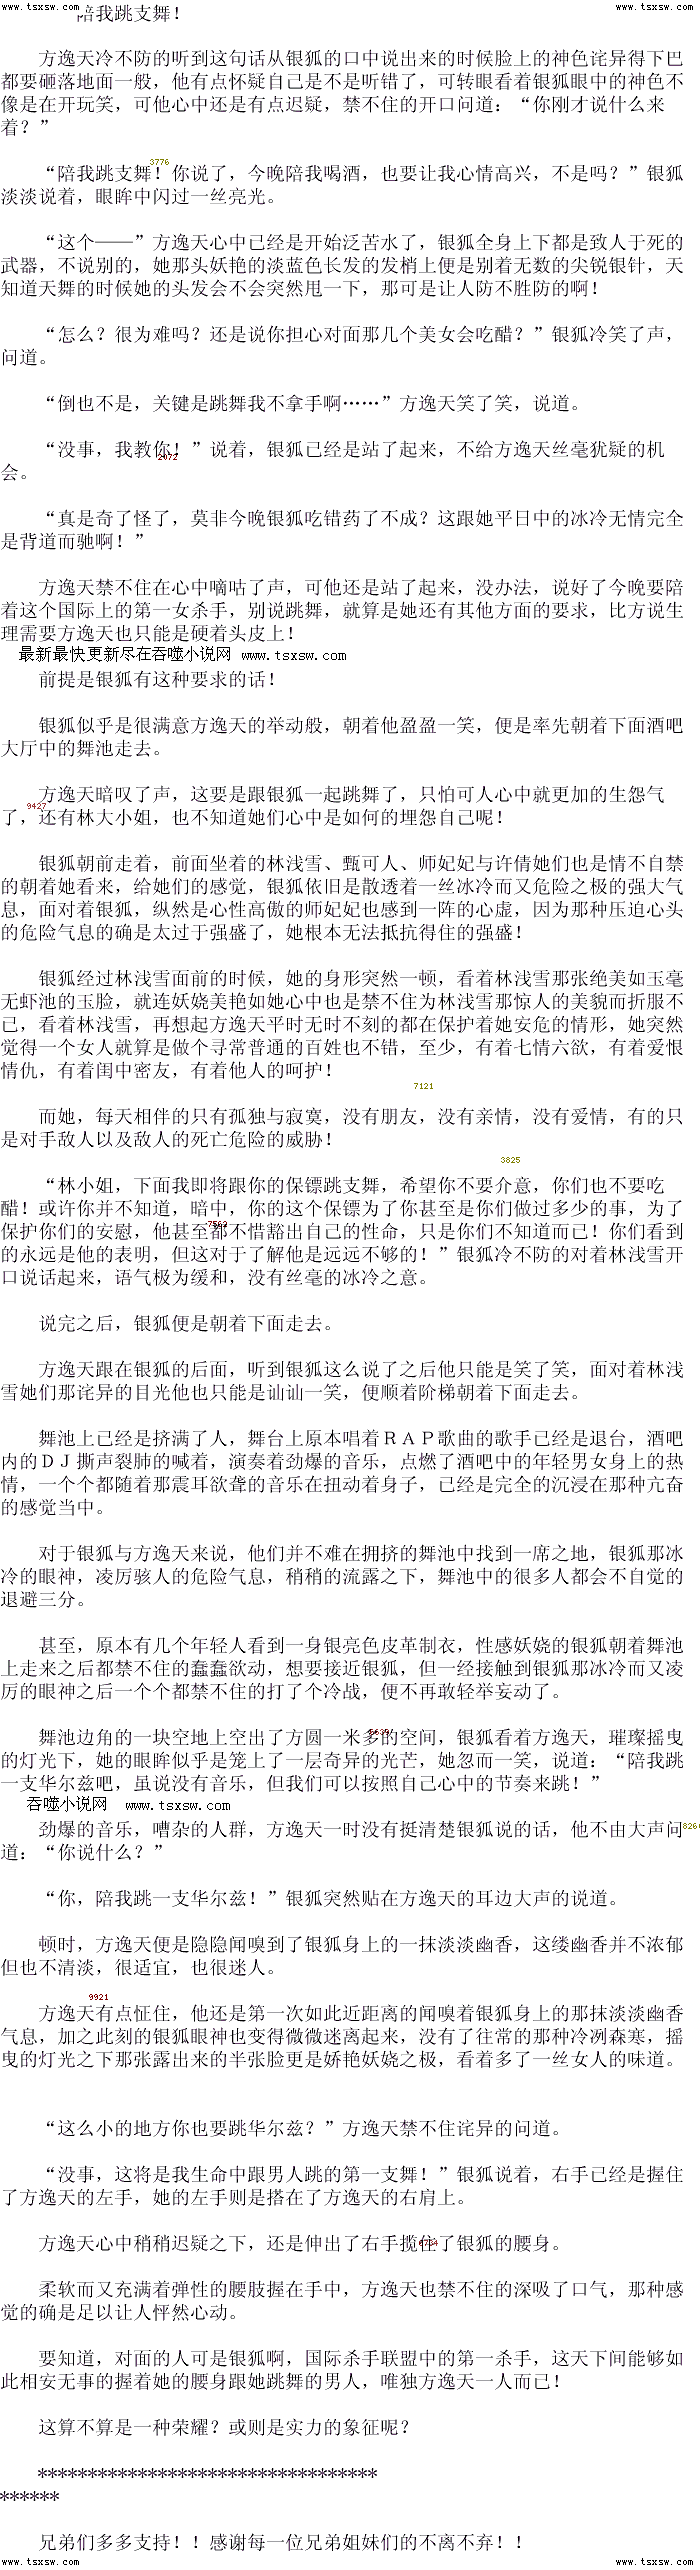 www.tsxsw.com www.tsxsw.com
陪我跳支舞！
方逸天冷不防的听到这句话从银狐的口中说出来的时候脸上的神色诧异得下巴
都要砸落地面一般，他有点怀疑自己是不是听错了，可转眼看着银狐眼中的神色不
像是在开玩笑，可他心中还是有点迟疑，禁不住的开口问道：“你刚才说什么来
着？”
3776
“陪我跳支舞！你说了，今晚陪我喝酒，也要让我心情高兴，不是吗？”银狐
淡淡说着，眼眸中闪过一丝亮光。
“这个——”方逸天心中已经是开始泛苦水了，银狐全身上下都是致人于死的
武器，不说别的，她那头妖艳的淡蓝色长发的发梢上便是别着无数的尖锐银针，天
知道天舞的时候她的头发会不会突然甩一下，那可是让人防不胜防的啊！
“怎么？很为难吗？还是说你担心对面那几个美女会吃醋？”银狐冷笑了声，
问道。
“倒也不是，关键是跳舞我不拿手啊……”方逸天笑了笑，说道。
“没事，我教你！”说着，银狐已经是站了起来，不给方逸天丝毫犹疑的机
2072
会。
“真是奇了怪了，莫非今晚银狐吃错药了不成？这跟她平日中的冰冷无情完全
是背道而驰啊！”
方逸天禁不住在心中嘀咕了声，可他还是站了起来，没办法，说好了今晚要陪
着这个国际上的第一女杀手，别说跳舞，就算是她还有其他方面的要求，比方说生
理需要方逸天也只能是硬着头皮上！
最新最快更新尽在吞噬小说网 www.tsxsw.com
前提是银狐有这种要求的话！
银狐似乎是很满意方逸天的举动般，朝着他盈盈一笑，便是率先朝着下面酒吧
大厅中的舞池走去。
方逸天暗叹了声，这要是跟银狐一起跳舞了，只怕可人心中就更加的生怨气
9427
了，还有林大小姐，也不知道她们心中是如何的埋怨自己呢！
银狐朝前走着，前面坐着的林浅雪、甄可人、师妃妃与许倩她们也是情不自禁
的朝着她看来，给她们的感觉，银狐依旧是散透着一丝冰冷而又危险之极的强大气
息，面对着银狐，纵然是心性高傲的师妃妃也感到一阵的心虚，因为那种压迫心头
的危险气息的确是太过于强盛了，她根本无法抵抗得住的强盛！
银狐经过林浅雪面前的时候，她的身形突然一顿，看着林浅雪那张绝美如玉毫
无虾池的玉脸，就连妖娆美艳如她心中也是禁不住为林浅雪那惊人的美貌而折服不
已，看着林浅雪，再想起方逸天平时无时不刻的都在保护着她安危的情形，她突然
觉得一个女人就算是做个寻常普通的百姓也不错，至少，有着七情六欲，有着爱恨
情仇，有着闺中密友，有着他人的呵护！
7121
而她，每天相伴的只有孤独与寂寞，没有朋友，没有亲情，没有爱情，有的只
是对手敌人以及敌人的死亡危险的威胁！
3825
“林小姐，下面我即将跟你的保镖跳支舞，希望你不要介意，你们也不要吃
醋！或许你并不知道，暗中，你的这个保镖为了你甚至是你们做过多少的事，为了
保护你们的安慰，他甚至都不惜豁出自己的性命，只是你们不知道而已！你们看到
的永远是他的表明，但这对于了解他是远远不够的！”银狐冷不防的对着林浅雪开
口说话起来，语气极为缓和，没有丝毫的冰冷之意。
说完之后，银狐便是朝着下面走去。
方逸天跟在银狐的后面，听到银狐这么说了之后他只能是笑了笑，面对着林浅
雪她们那诧异的目光他也只能是讪讪一笑，便顺着阶梯朝着下面走去。
舞池上已经是挤满了人，舞台上原本唱着ＲＡＰ歌曲的歌手已经是退台，酒吧
内的ＤＪ撕声裂肺的喊着，演奏着劲爆的音乐，点燃了酒吧中的年轻男女身上的热
情，一个个都随着那震耳欲聋的音乐在扭动着身子，已经是完全的沉浸在那种亢奋
的感觉当中。
对于银狐与方逸天来说，他们并不难在拥挤的舞池中找到一席之地，银狐那冰
冷的眼神，凌厉骇人的危险气息，稍稍的流露之下，舞池中的很多人都会不自觉的
退避三分。
甚至，原本有几个年轻人看到一身银亮色皮革制衣，性感妖娆的银狐朝着舞池
上走来之后都禁不住的蠢蠢欲动，想要接近银狐，但一经接触到银狐那冰冷而又凌
厉的眼神之后一个个都禁不住的打了个冷战，便不再敢轻举妄动了。
舞池边角的一块空地上空出了方圆一米多的空间，银狐看着方逸天，璀璨摇曳
的灯光下，她的眼眸似乎是笼上了一层奇异的光芒，她忽而一笑，说道：“陪我跳
一支华尔兹吧，虽说没有音乐，但我们可以按照自己心中的节奏来跳！”
吞噬小说网 www.tsxsw.com
劲爆的音乐，嘈杂的人群，方逸天一时没有挺清楚银狐说的话，他不由大声问
道：“你说什么？”
“你，陪我跳一支华尔兹！”银狐突然贴在方逸天的耳边大声的说道。
顿时，方逸天便是隐隐闻嗅到了银狐身上的一抹淡淡幽香，这缕幽香并不浓郁
但也不清淡，很适宜，也很迷人。
9921
方逸天有点怔住，他还是第一次如此近距离的闻嗅着银狐身上的那抹淡淡幽香
气息，加之此刻的银狐眼神也变得微微迷离起来，没有了往常的那种冷冽森寒，摇
曳的灯光之下那张露出来的半张脸更是娇艳妖娆之极，看着多了一丝女人的味道。
“这么小的地方你也要跳华尔兹？”方逸天禁不住诧异的问道。
“没事，这将是我生命中跟男人跳的第一支舞！”银狐说着，右手已经是握住
了方逸天的左手，她的左手则是搭在了方逸天的右肩上。
方逸天心中稍稍迟疑之下，还是伸出了右手揽住了银狐的腰身。
柔软而又充满着弹性的腰肢握在手中，方逸天也禁不住的深吸了口气，那种感
觉的确是足以让人怦然心动。
要知道，对面的人可是银狐啊，国际杀手联盟中的第一杀手，这天下间能够如
此相安无事的握着她的腰身跟她跳舞的男人，唯独方逸天一人而已！
这算不算是一种荣耀？或则是实力的象征呢？
**********************************
******
兄弟们多多支持！！感谢每一位兄弟姐妹们的不离不弃！！
www.tsxsw.com www.tsxsw.com